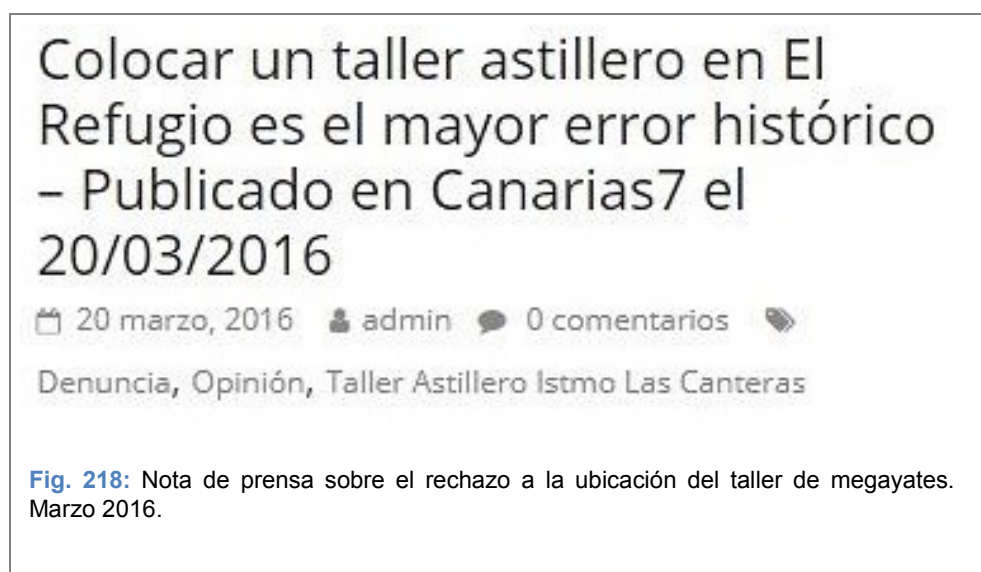 Colocar un taller astillero en El
Refugio es el mayor error histórico
– Publicado en Canarias7 el
20/03/2016
20 marzo, 2016 admin 0 comentarios
Denuncia, Opinión, Taller Astillero Istmo Las Canteras
Fig. 218: Nota de prensa sobre el rechazo a la ubicación del taller de megayates.
Marzo 2016.